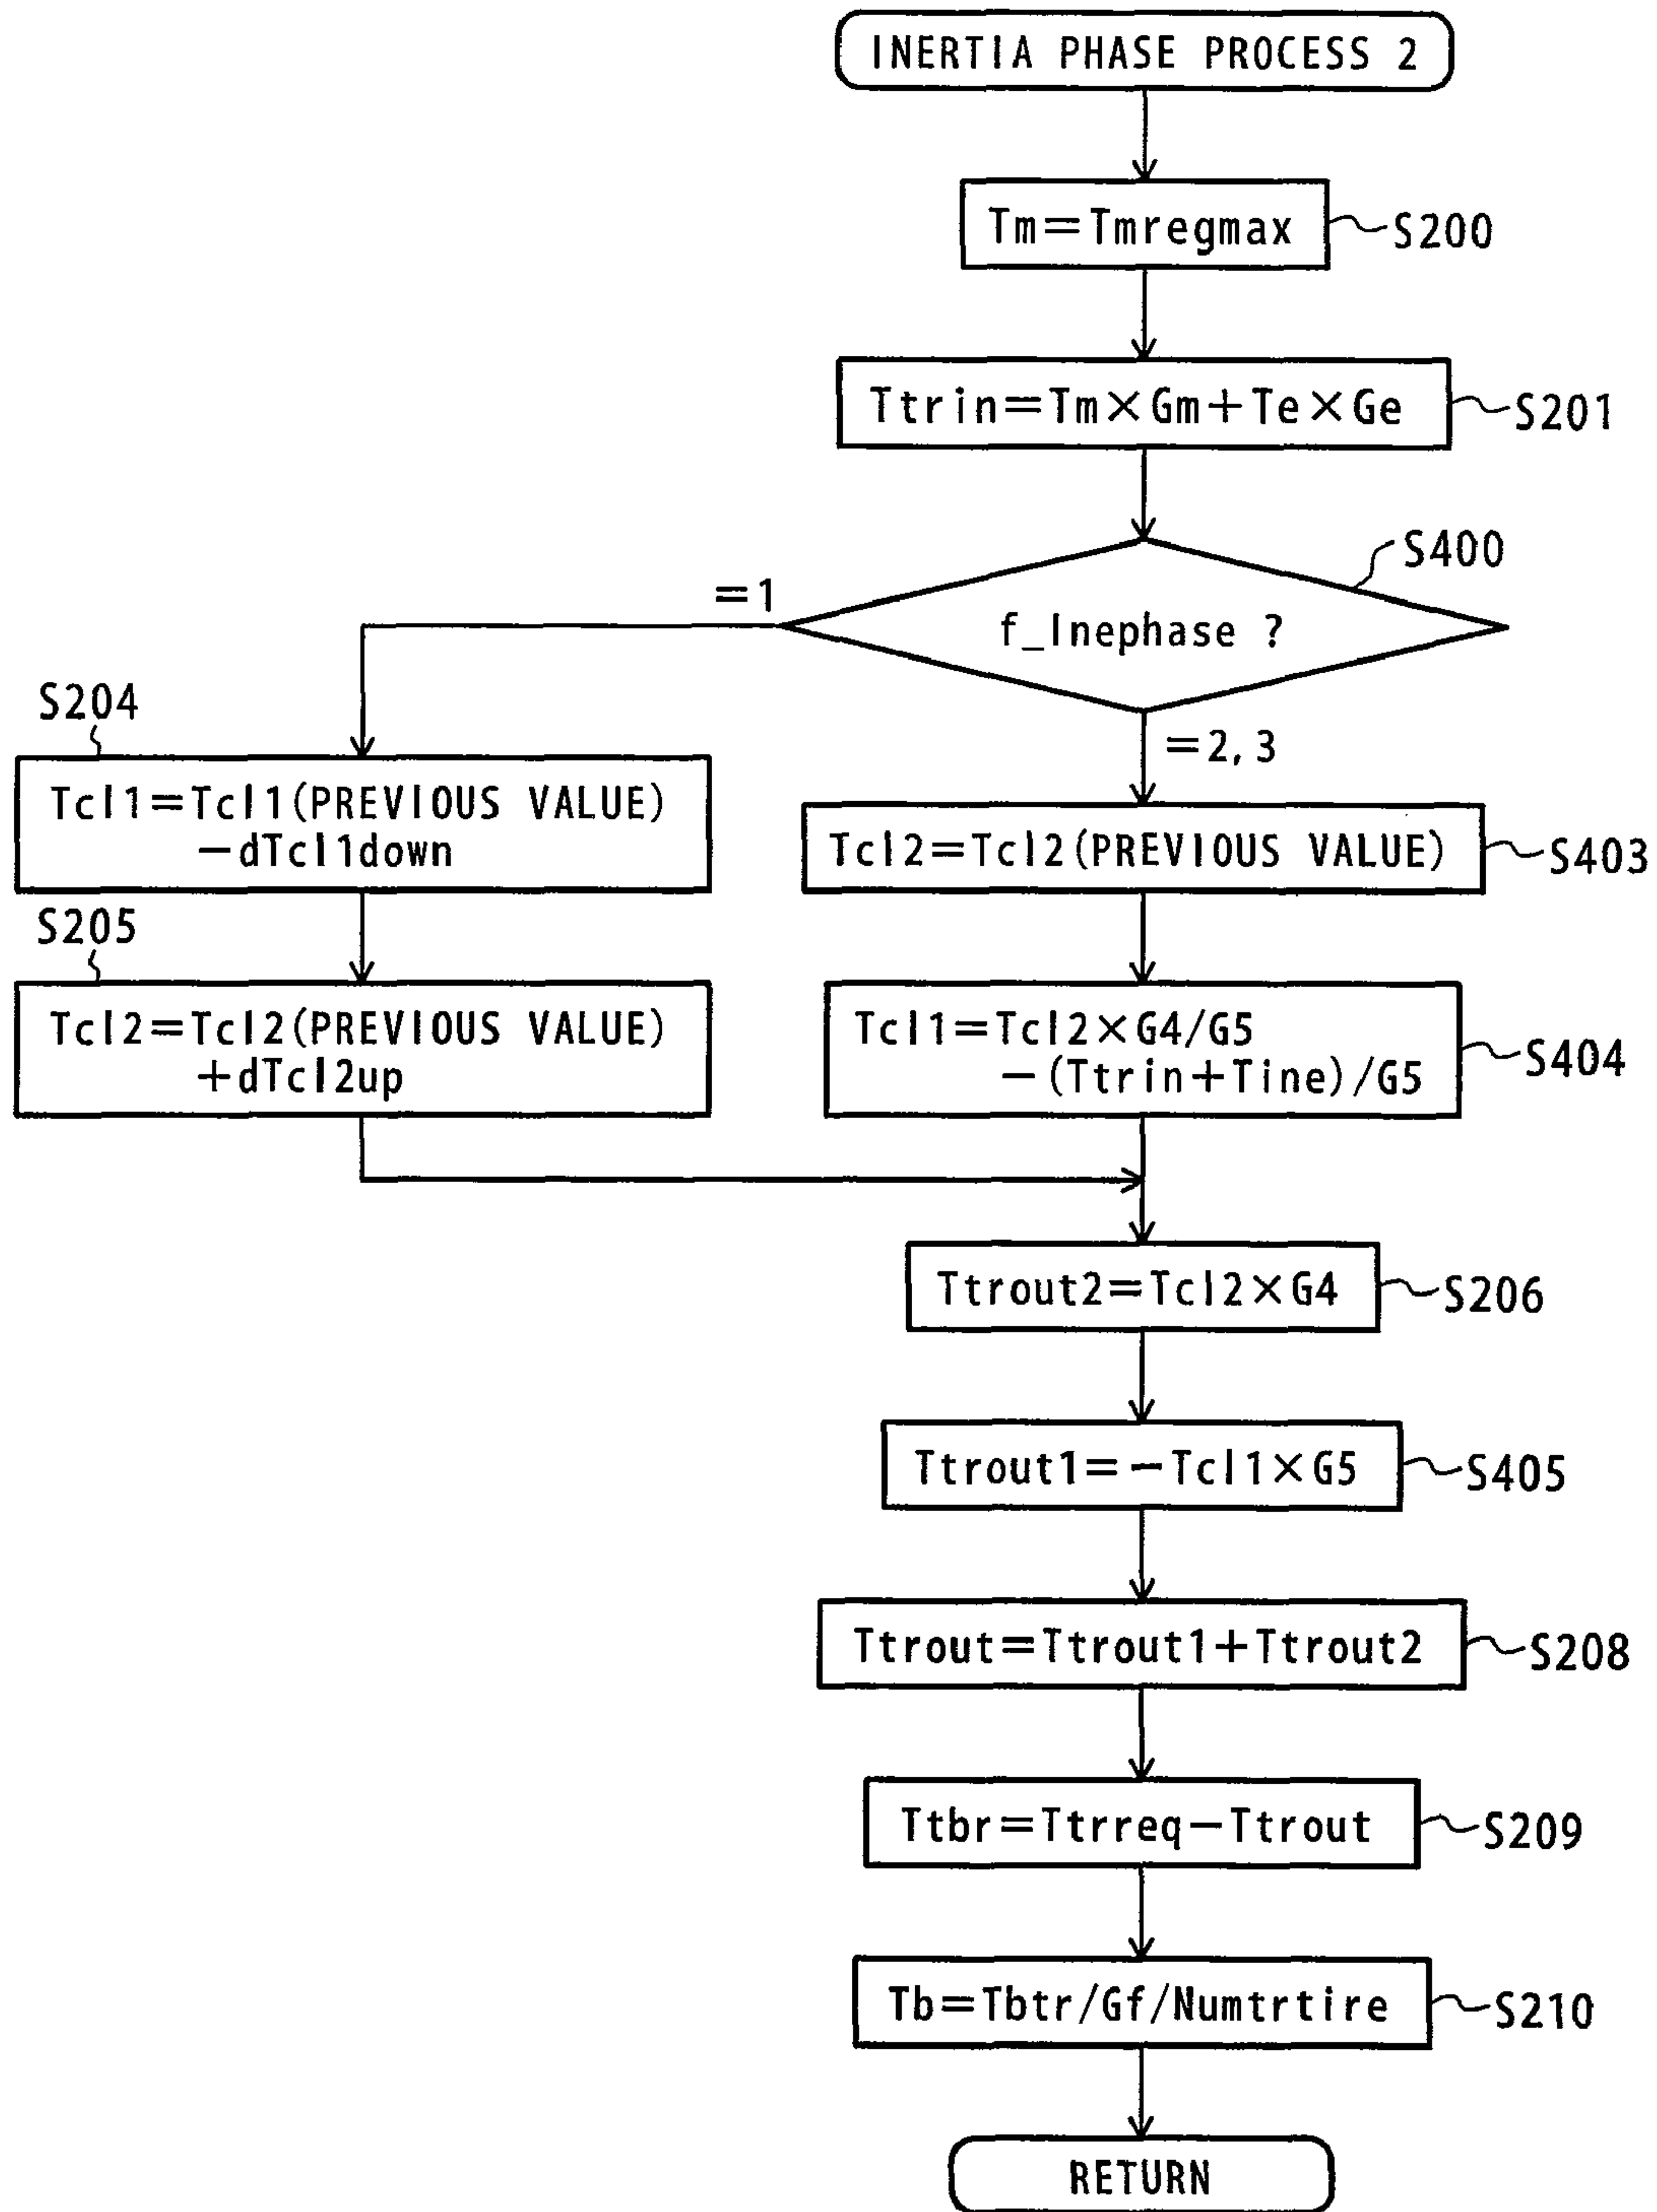 INERTIA PHASE PROCESS 2
Tm=Tmregmax
S200
Ttrin=Tm×Gm+Te×Ge
S201
S400
=1
f_Inephase ?
S204
=2, 3
Tcl1=Tcl1(PREVIOUS VALUE)
-dTcl1down
Tcl2=Tcl2(PREVIOUS VALUE)
S403
S205
Tcl2=Tcl2(PREVIOUS VALUE)
+dTcl2up
Tcl1=Tcl2×G4/G5
-(Ttrin+Tine)/G5
S404
Ttrout2=Tcl2×G4
S206
Ttrout1=-Tcl1×G5
S405
Ttrout=Ttrout1+Ttrout2
S208
Ttbr=Ttrreq-Ttrout
S209
Tb=Tbtr/Gf/Numtrtire
S210
RETURN